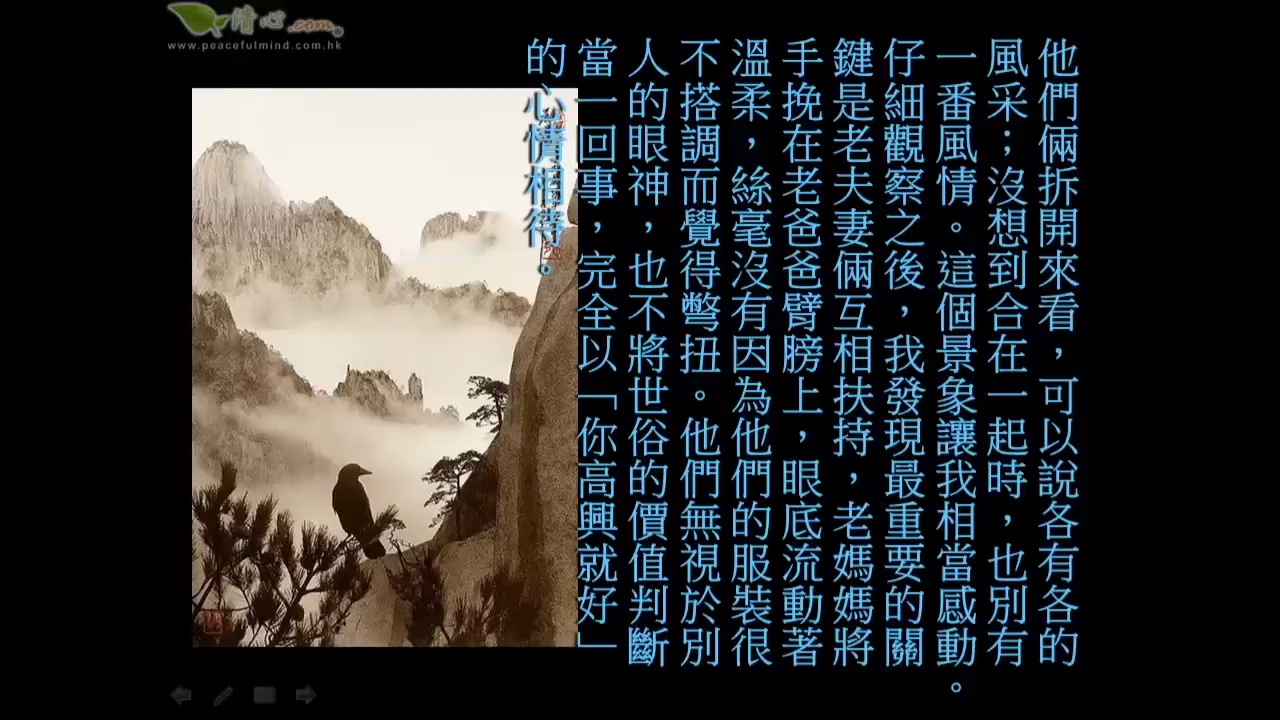 清心.com
www.peacefulmind.com.hk
他們倆拆開來看，可以說各有各的
風采；沒想到合在一起時，也別有
一番風情。這個景象讓我相當感動。
仔細觀察之後，我發現最重要的關
鍵是老夫妻倆互相扶持，老媽媽將
手挽在老爸爸臂膀上，眼底流動著
溫柔，絲毫沒有因為他們的服裝很
不搭調而覺得彆扭。他們無視於別
人的眼神，也不將世俗的價值判斷
當一回事，完全以「你高興就好」
的心情相待。